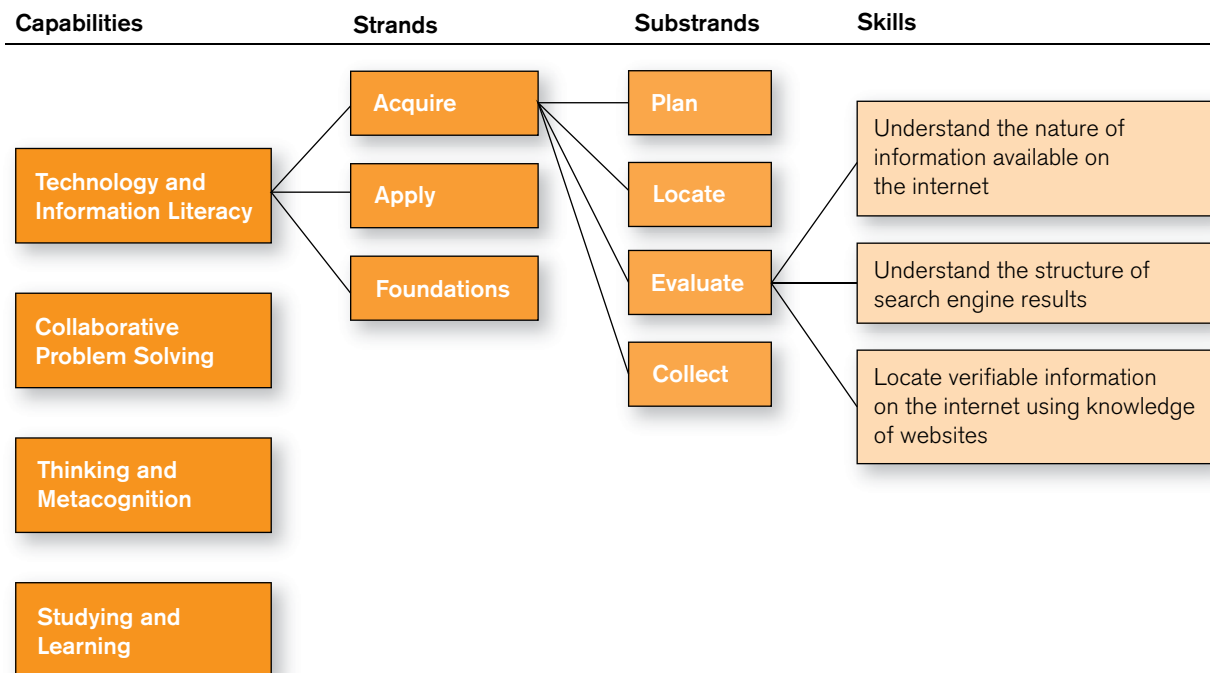 Capabilities
Strands
Substrands
Skills
Technology and
Information Literacy
Collaborative
Problem Solving
Thinking and
Metacognition
Studying and
Learning
Acquire
Apply
Foundations
Plan
Locate
Evaluate
Collect
Understand the nature of
information available on
the internet
Understand the structure of
search engine results
Locate verifiable information
on the internet using knowledge
of websites